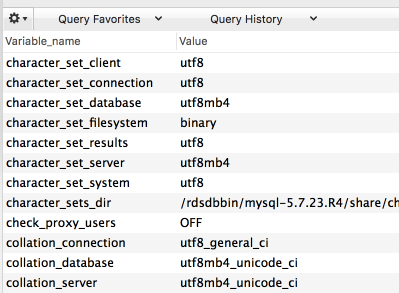 Query Favorites Query History
Variable_name Value
character_set_client utf8
character_set_connection utf8
character_set_database utf8mb4
character_set_filesystem binary
character_set_results utf8
character_set_server utf8mb4
character_set_system utf8
character_sets_dir /rdsdbbin/mysql-5.7.23.R4/share/ch
check_proxy_users OFF
collation_connection utf8_general_ci
collation_database utf8mb4_unicode_ci
collation_server utf8mb4_unicode_ci